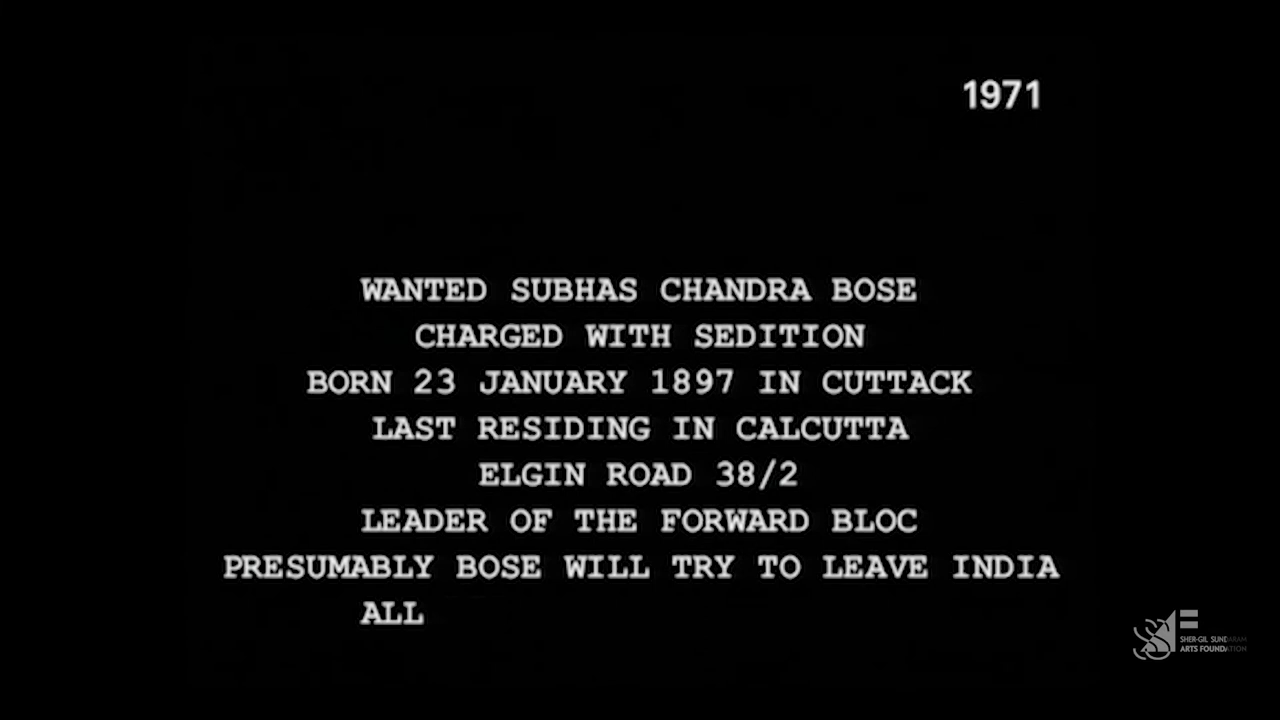 1971
WANTED SUBHAS CHANDRA BOSE
CHARGED WITH SEDITION
BORN 23 JANUARY 1897 IN CUTTACK
LAST RESIDING IN CALCUTTA
ELGIN ROAD 38/2
LEADER OF THE FORWARD BLOC
PRESUMABLY BOSE WILL TRY TO LEAVE INDIA
ALL
SHER-GIL SUNDARAM
ARTS FOUNDATION